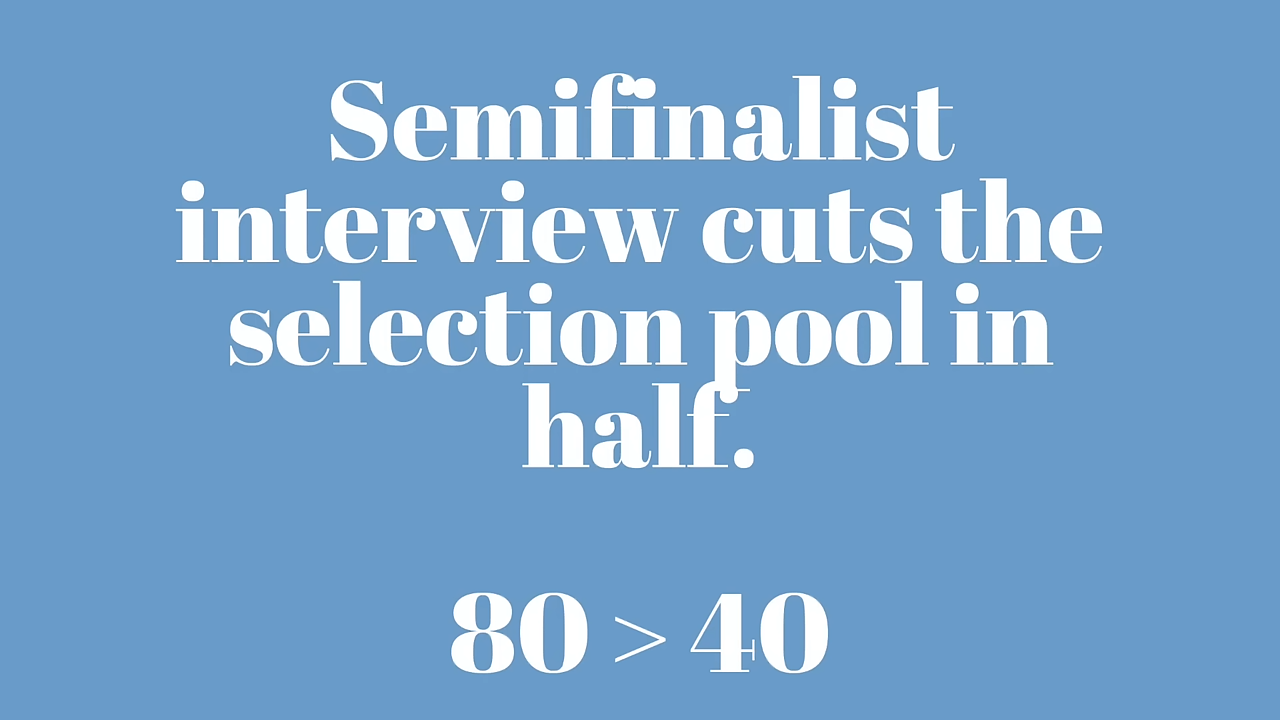 Semifinalist
interview cuts the
selection pool in
half.
80 > 40